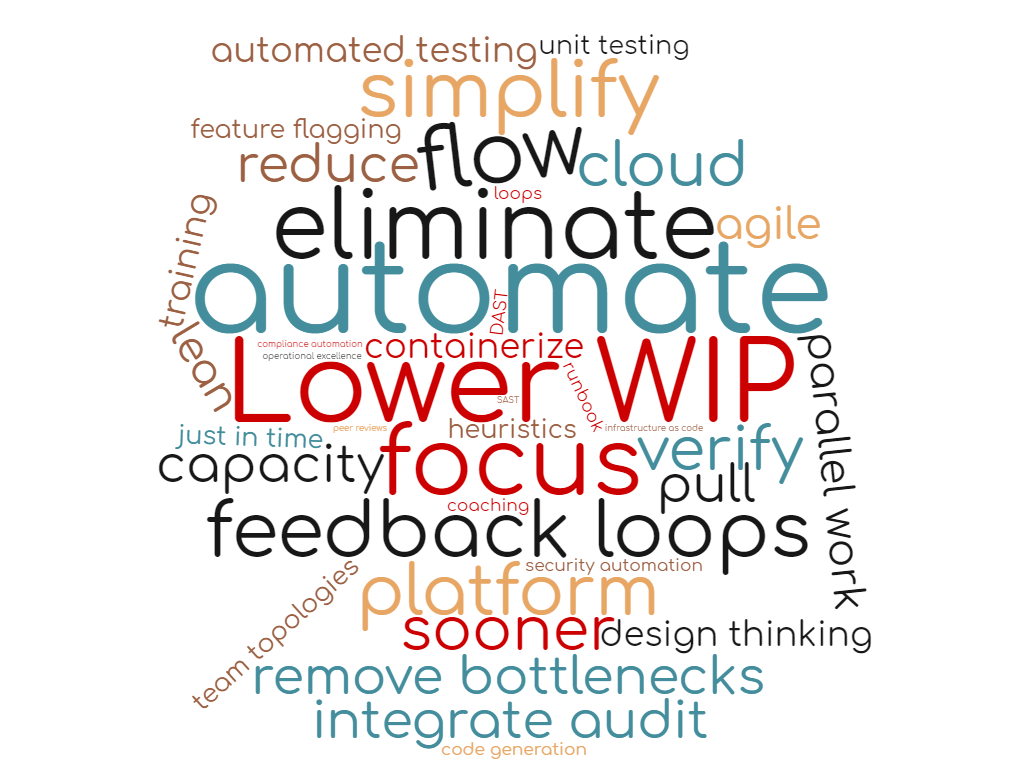 automated testing
unit testing
simplify
feature flagging
flow
reduce
cloud
loops
training
eliminate
agile
automate
DAST
lean
compliance automation
containerize
operational excellence
Lower WIP
runbook
parallel work
SAST
peer reviews
heuristics
infrastructure as code
just in time
focus
verify
capacity
pull
coaching
feedback loops
security automation
team topologies
platform
sooner
design thinking
remove bottlenecks
integrate audit
code generation